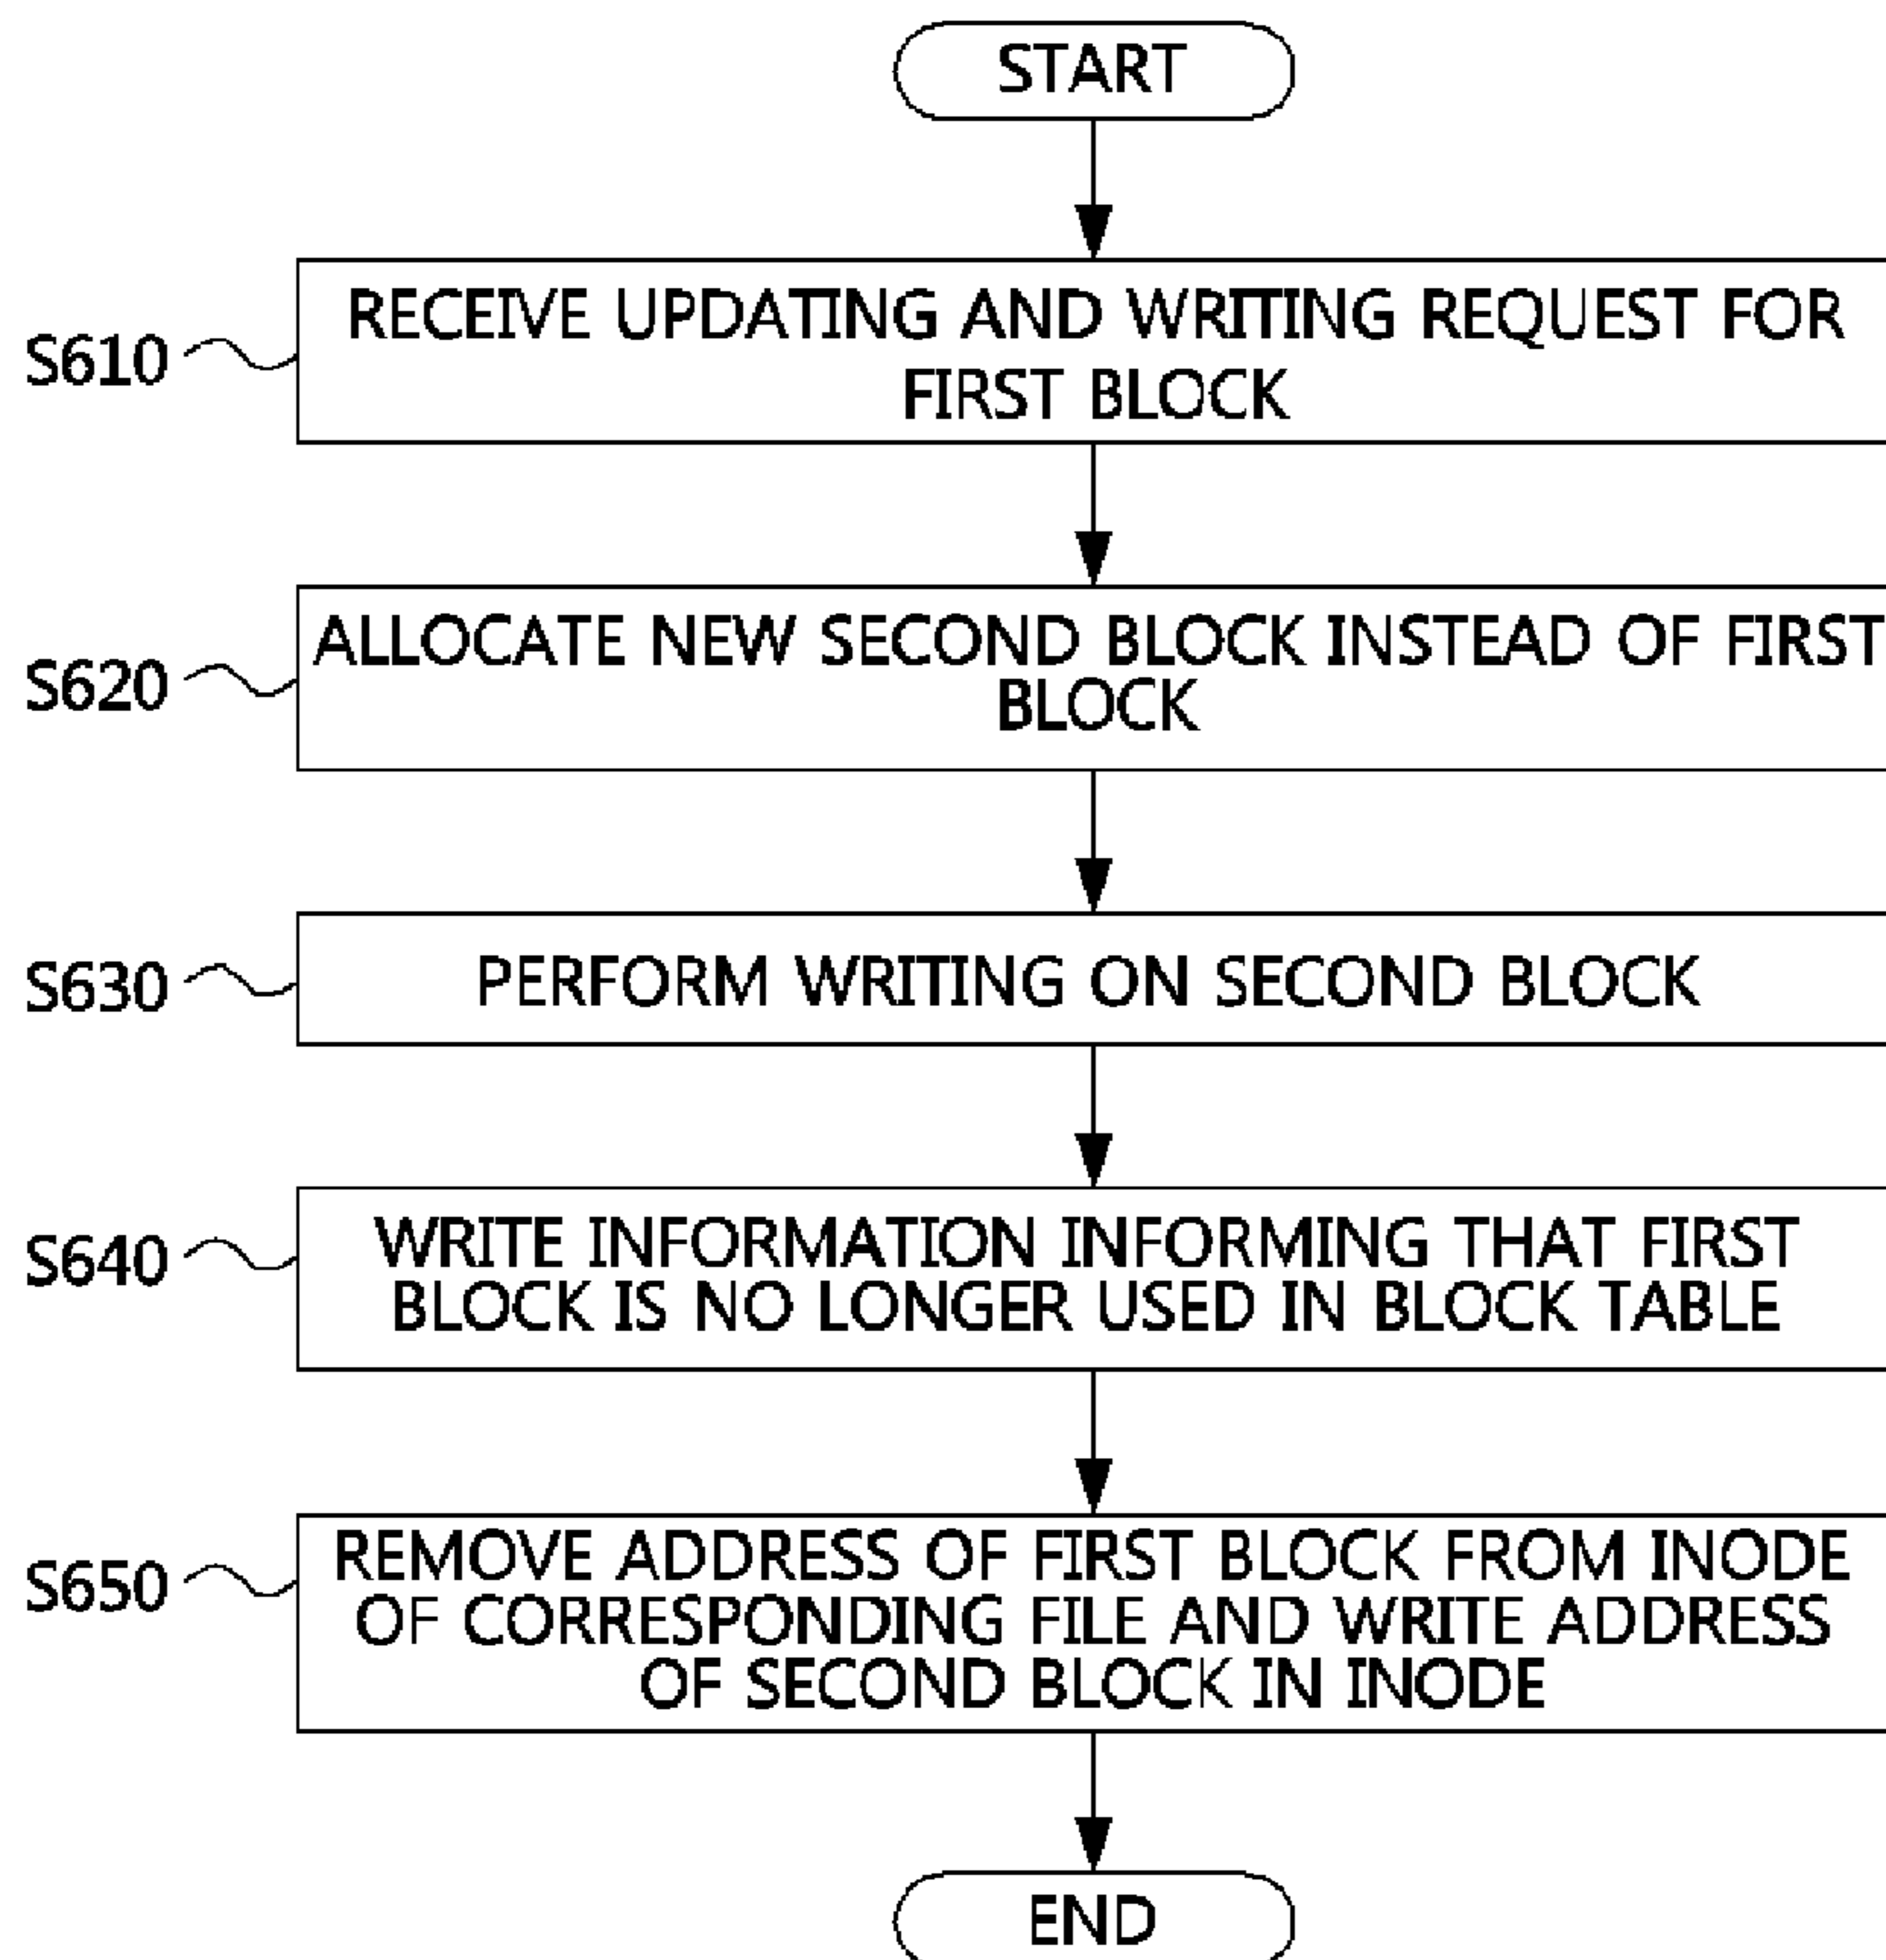 START
S610
RECEIVE UPDATING AND WRITING REQUEST FOR
FIRST BLOCK
S620
ALLOCATE NEW SECOND BLOCK INSTEAD OF FIRST
BLOCK
S630
PERFORM WRITING ON SECOND BLOCK
S640
WRITE INFORMATION INFORMING THAT FIRST
BLOCK IS NO LONGER USED IN BLOCK TABLE
S650
REMOVE ADDRESS OF FIRST BLOCK FROM INODE
OF CORRESPONDING FILE AND WRITE ADDRESS
OF SECOND BLOCK IN INODE
END